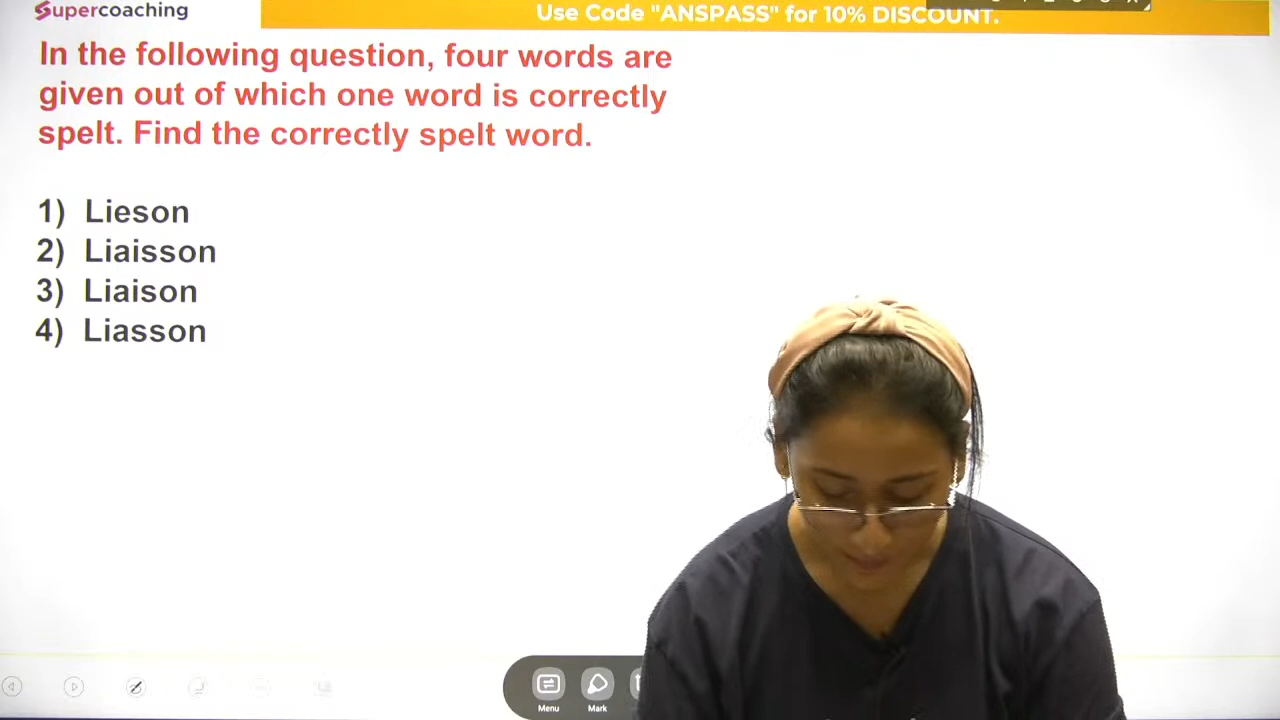 Supercoaching
Use Code "ANSPASS" for 10% DISCOUNT.
In the following question, four words are
given out of which one word is correctly
spelt. Find the correctly spelt word.
1) Lieson
2) Liaisson
3) Liaison
4) Liasson
Menu
Mark